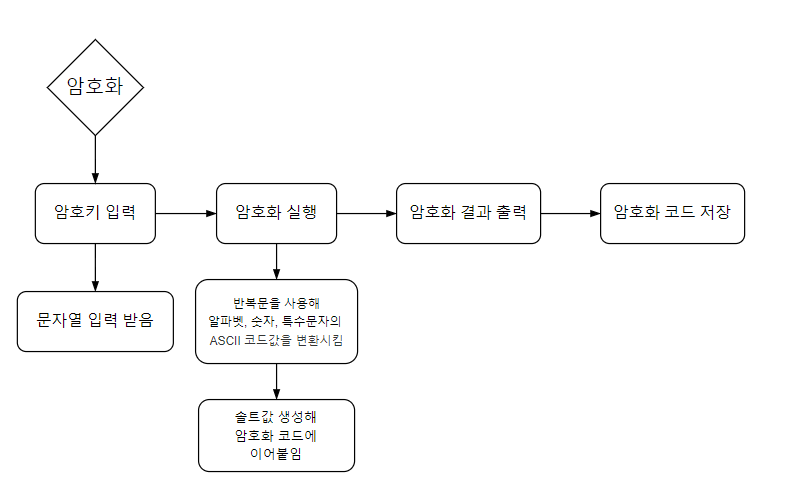 암호화
암호키 입력
암호화 실행
암호화 결과 출력
암호화 코드 저장
문자열 입력 받음
반복문을 사용해
알파벳, 숫자, 특수문자의
ASCII 코드값을 변환시킴
솔트값 생성해
암호화 코드에
이어붙임